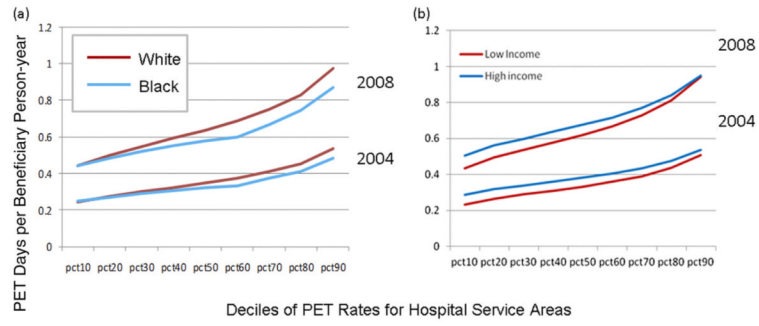 (a)
PET Days per Beneficiary Person-year
1.2
1
0.8
0.6
0.4
0.2
0
White
Black
2008
2004
pct10 pct20 pct30 pct40 pct50 pct60 pct70 pct80 pct90
(b)
1.2
1
0.8
0.6
0.4
0.2
0
Low Income
High income
2008
2004
pct10 pct20 pct30 pct40 pct50 pct60 pct70 pct80 pct90
Deciles of PET Rates for Hospital Service Areas